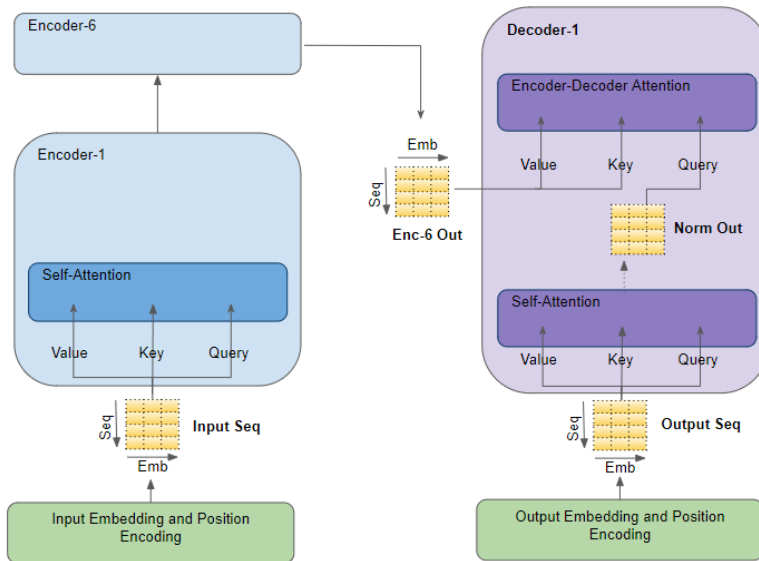 Encoder-6
Encoder-1
Self-Attention
Value
Key
Query
Seq
Input Seq
Emb
Input Embedding and Position
Encoding
Emb
Seq
Enc-6 Out
Decoder-1
Encoder-Decoder Attention
Value
Key
Query
Norm Out
Self-Attention
Value
Key
Query
Seq
Output Seq
Emb
Output Embedding and Position
Encoding